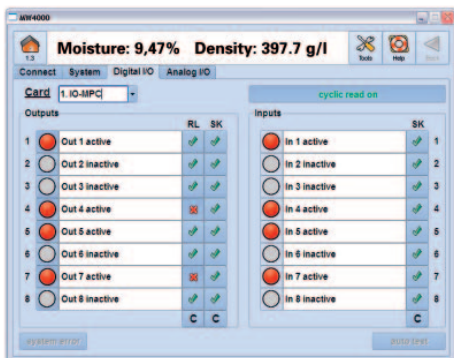 MW4000
1.3
Moisture: 9,47% Density: 397.7 g/l
Tools
Help
Back
Connect System Digital I/O Analog I/O
Card 1. IO-MPC
cyclic read on
Outputs
RL SK
1 Out 1 active
2 Out 2 inactive
3 Out 3 inactive
4 Out 4 active
5 Out 5 active
6 Out 6 inactive
7 Out 7 active
8 Out 8 inactive
C C
Inputs
SK
In 1 active 1
In 2 inactive 2
In 3 inactive 3
In 4 active 4
In 5 active 5
In 6 inactive 6
In 7 active 7
In 8 inactive 8
C
system error
auto test